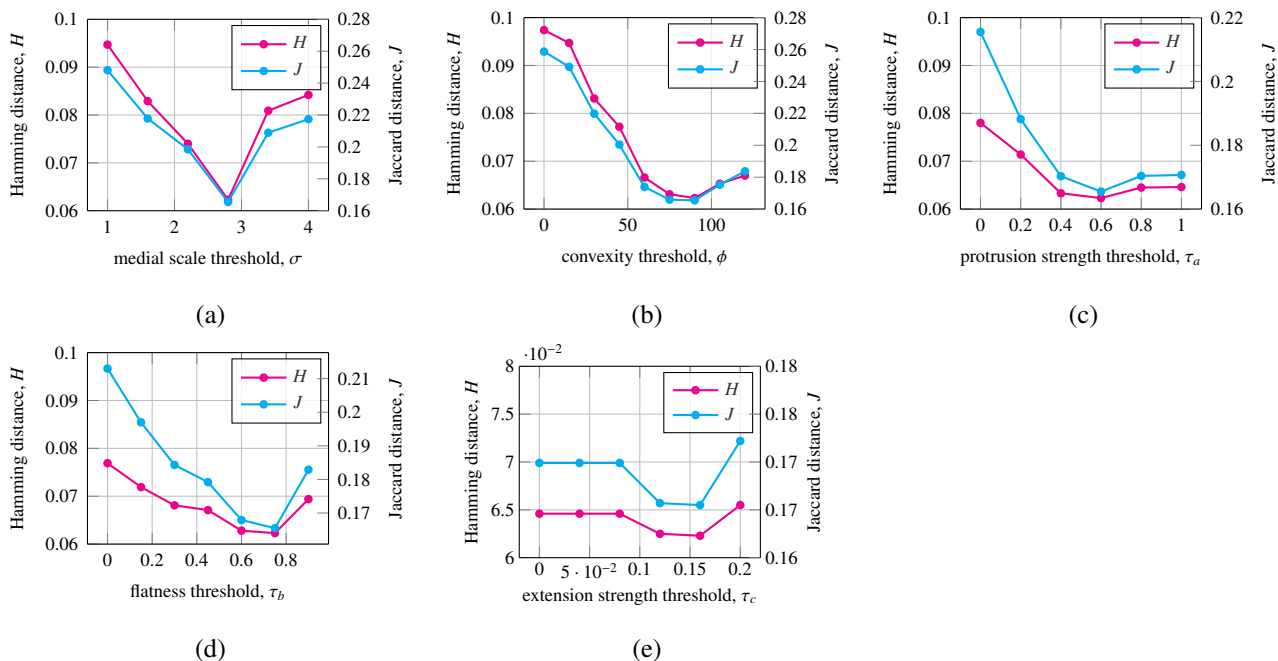 0.1
0.09
0.08
0.07
0.06
Hamming distance, H
0.28
0.26
0.24
0.22
0.2
0.18
0.16
Jaccard distance, J
H
J
1 2 3 4
medial scale threshold, σ
(a)
0.1
0.09
0.08
0.07
0.06
Hamming distance, H
0.28
0.26
0.24
0.22
0.2
0.18
0.16
Jaccard distance, J
H
J
0 50 100
convexity threshold, ϕ
(b)
0.1
0.09
0.08
0.07
0.06
Hamming distance, H
0.22
0.2
0.18
0.16
Jaccard distance, J
H
J
0 0.2 0.4 0.6 0.8 1
protrusion strength threshold, τa
(c)
0.1
0.09
0.08
0.07
0.06
Hamming distance, H
0.21
0.2
0.19
0.18
0.17
Jaccard distance, J
H
J
0 0.2 0.4 0.6 0.8
flatness threshold, τb
(d)
·10⁻²
8
7.5
7
6.5
6
Hamming distance, H
0.18
0.18
0.17
0.17
0.16
Jaccard distance, J
H
J
0 5 · 10⁻² 0.1 0.15 0.2
extension strength threshold, τc
(e)